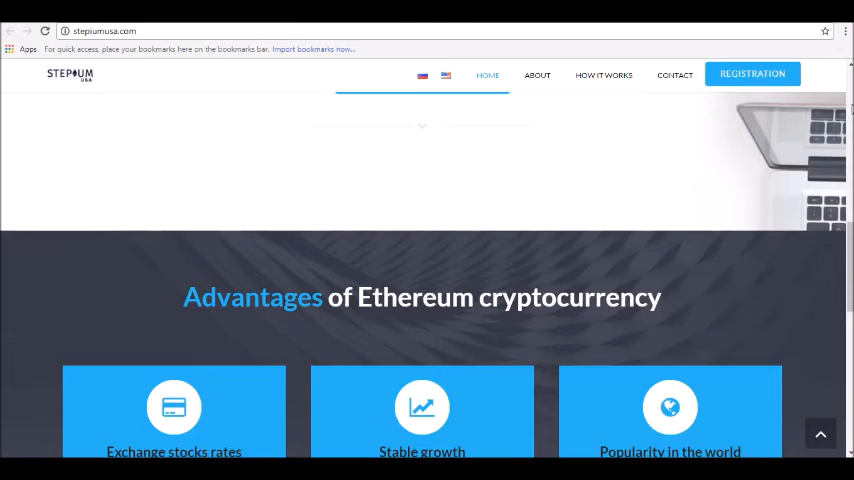 stepiumusa.com
Apps For quick access, place your bookmarks here on the bookmarks bar. Import bookmarks now...
STEPIUM USA HOME ABOUT HOW IT WORKS CONTACT REGISTRATION
Advantages of Ethereum cryptocurrency
Exchange stocks rates Stable growth Popularity in the world